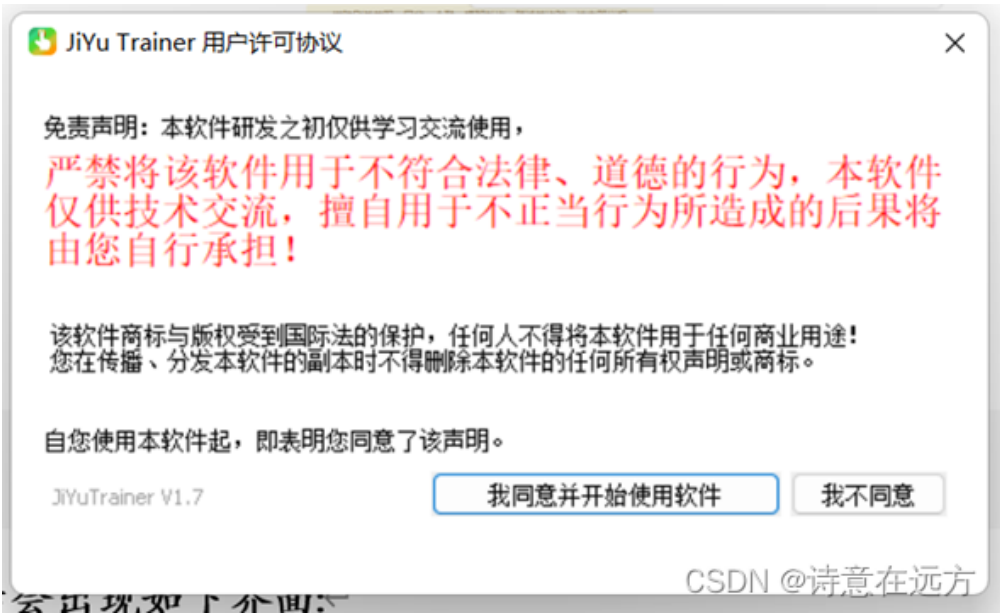 JiYu Trainer 用户许可协议
免责声明：本软件研发之初仅供学习交流使用，
严禁将该软件用于不符合法律、道德的行为，本软件
仅供技术交流，擅自用于不正当行为所造成的后果将
由您自行承担！
该软件商标与版权受到国际法的保护，任何人不得将本软件用于任何商业用途！
您在传播、分发本软件的副本时不得删除本软件的任何所有权声明或商标。
自您使用本软件起，即表明您同意了该声明。
JiYuTrainer V1.7
我同意并开始使用软件
我不同意
CSDN @诗意在远方
会出现如下界面: